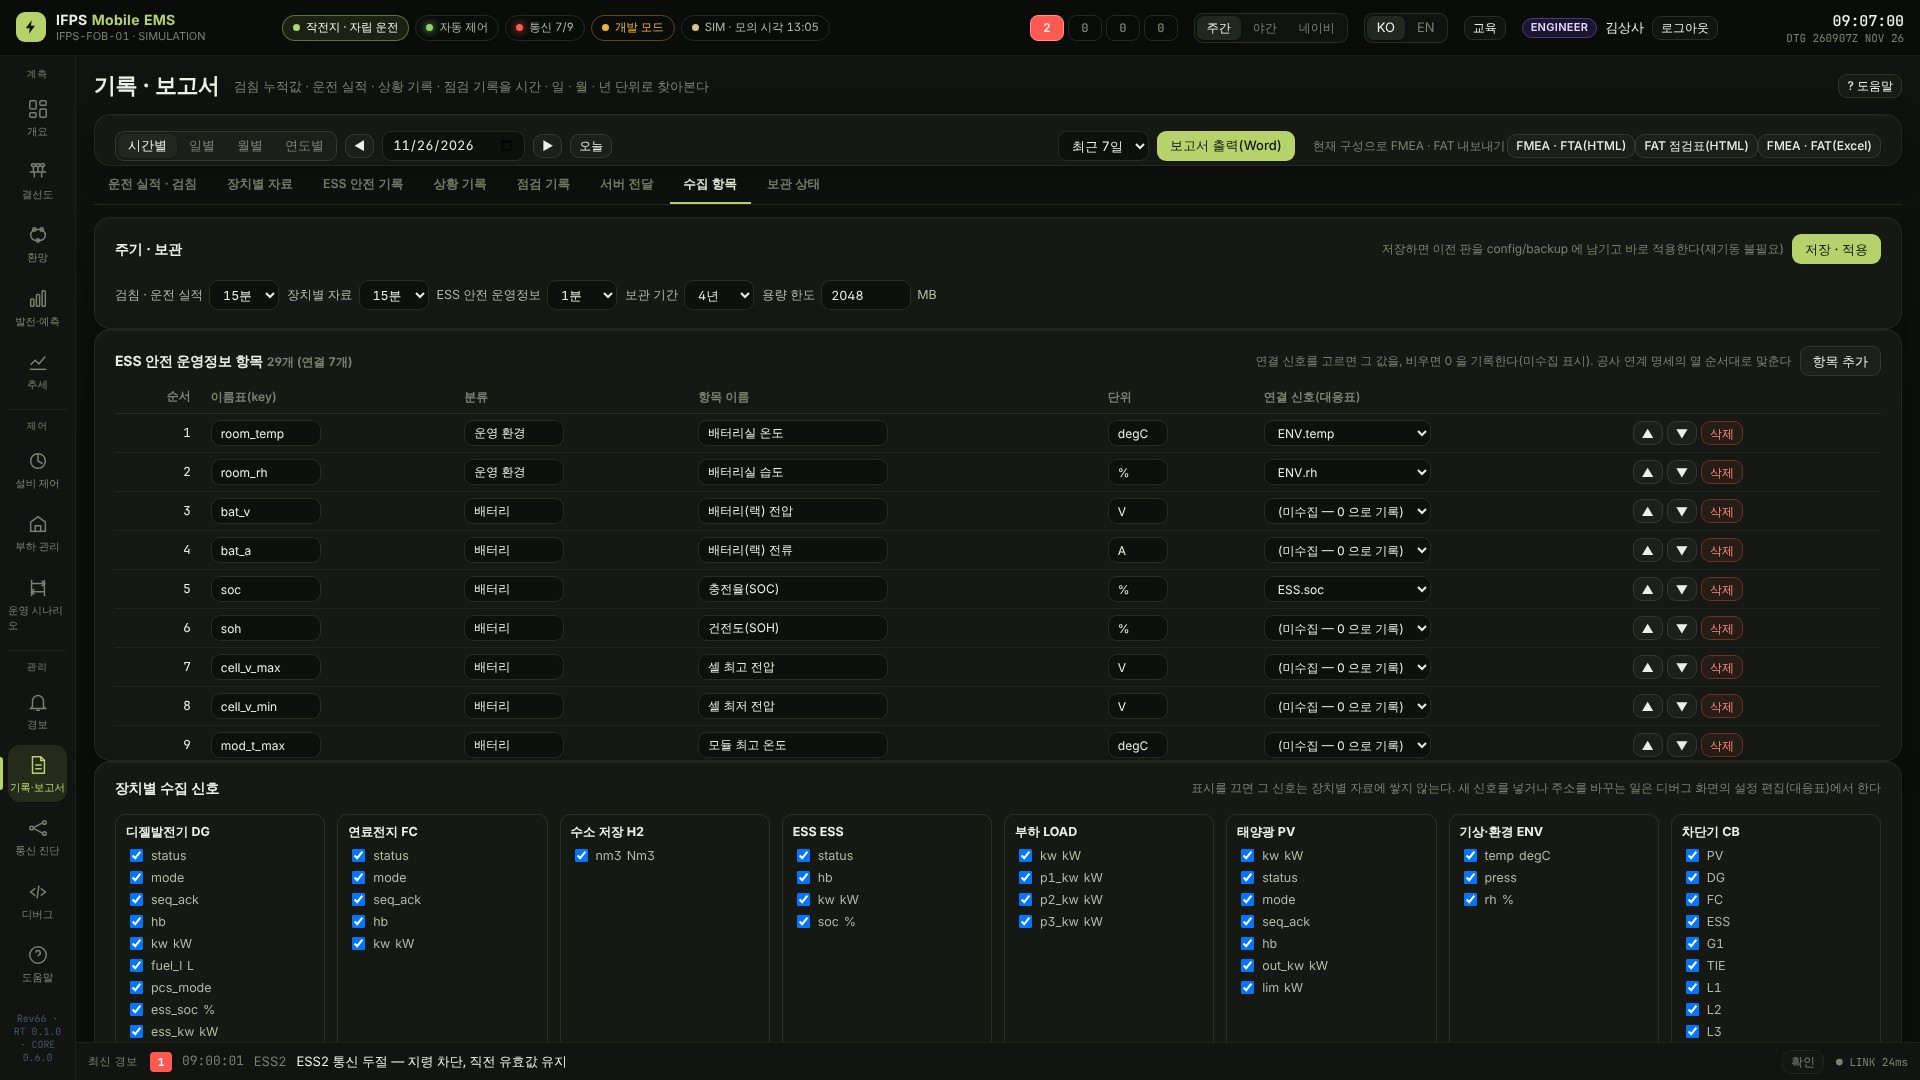 IFPS Mobile EMS
IFPS-FOB-01 · SIMULATION
작전지 · 자립 운전
자동 제어
통신 7/9
개발 모드
SIM · 모의 시각 13:05
2
0
0
0
주간
야간
네이비
KO
EN
교육
ENGINEER
김상사
로그아웃
09:07:00
DTG 260907Z NOV 26
계측
개요
결선도
환망
발전·예측
추세
제어
설비 제어
부하 관리
운영 시나리오
관리
경보
기록·보고서
통신 진단
디버그
도움말
Rev66 · RT 0.1.0 · CORE 0.6.0
기록 · 보고서
검침 누적값 · 운전 실적 · 상황 기록 · 점검 기록을 시간 · 일 · 월 · 년 단위로 찾아본다
? 도움말
시간별
일별
월별
연도별
◀
11/26/2026
▶
오늘
최근 7일
보고서 출력(Word)
현재 구성으로 FMEA · FAT 내보내기
FMEA · FTA(HTML)
FAT 점검표(HTML)
FMEA · FAT(Excel)
운전 실적 · 검침
장치별 자료
ESS 안전 기록
상황 기록
점검 기록
서버 전달
수집 항목
보관 상태
주기 · 보관
저장하면 이전 판을 config/backup 에 남기고 바로 적용한다(재기동 불필요)
저장 · 적용
검침 · 운전 실적 15분 장치별 자료 15분 ESS 안전 운영정보 1분 보관 기간 4년 용량 한도 2048 MB
ESS 안전 운영정보 항목 29개 (연결 7개)
연결 신호를 고르면 그 값을, 비우면 0 을 기록한다(미수집 표시). 공사 연계 명세의 열 순서대로 맞춘다
항목 추가
순서 이름표(key) 분류 항목 이름 단위 연결 신호(대응표)
1 room_temp 운영 환경 배터리실 온도 degC ENV.temp ▲ ▼ 삭제
2 room_rh 운영 환경 배터리실 습도 % ENV.rh ▲ ▼ 삭제
3 bat_v 배터리 배터리(랙) 전압 V (미수집 — 0 으로 기록) ▲ ▼ 삭제
4 bat_a 배터리 배터리(랙) 전류 A (미수집 — 0 으로 기록) ▲ ▼ 삭제
5 soc 배터리 충전율(SOC) % ESS.soc ▲ ▼ 삭제
6 soh 배터리 건전도(SOH) % (미수집 — 0 으로 기록) ▲ ▼ 삭제
7 cell_v_max 배터리 셀 최고 전압 V (미수집 — 0 으로 기록) ▲ ▼ 삭제
8 cell_v_min 배터리 셀 최저 전압 V (미수집 — 0 으로 기록) ▲ ▼ 삭제
9 mod_t_max 배터리 모듈 최고 온도 degC (미수집 — 0 으로 기록) ▲ ▼ 삭제
장치별 수집 신호
표시를 끄면 그 신호는 장치별 자료에 쌓지 않는다. 새 신호를 넣거나 주소를 바꾸는 일은 디버그 화면의 설정 편집(대응표)에서 한다
디젤발전기 DG
status
mode
seq_ack
hb
kw kW
fuel_l L
pcs_mode
ess_soc %
ess_kw kW
연료전지 FC
status
mode
seq_ack
hb
kw kW
수소 저장 H2
nm3 Nm3
ESS ESS
status
hb
kw kW
soc %
부하 LOAD
kw kW
p1_kw kW
p2_kw kW
p3_kw kW
태양광 PV
kw kW
status
mode
seq_ack
hb
out_kw kW
lim kW
기상·환경 ENV
temp degC
press
rh %
차단기 CB
PV
DG
FC
ESS
G1
TIE
L1
L2
L3
최신 경보 1 09:00:01 ESS2 ESS2 통신 두절 — 지령 차단, 직전 유효값 유지
확인
LINK 24ms